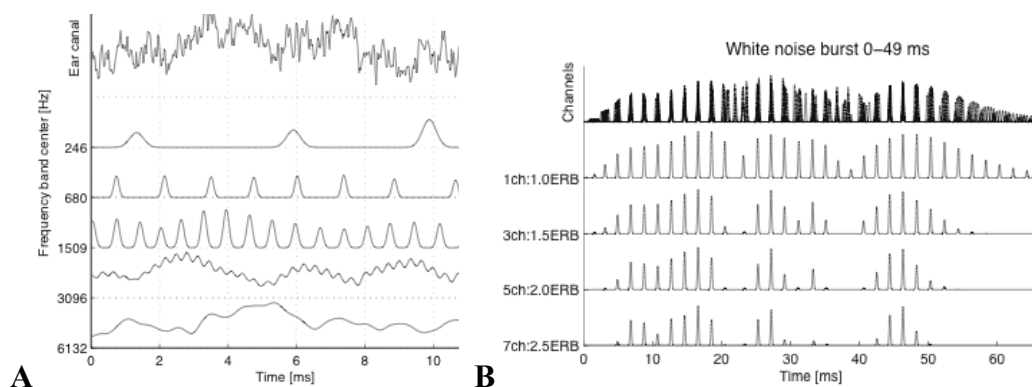 Ear canal
Frequency band center [Hz]
246
680
1509
3096
6132
0 2 4 6 8 10
Time [ms]
A
White noise burst 0–49 ms
Channels
1ch:1.0ERB
3ch:1.5ERB
5ch:2.0ERB
7ch:2.5ERB
0 10 20 30 40 50 60
Time [ms]
B